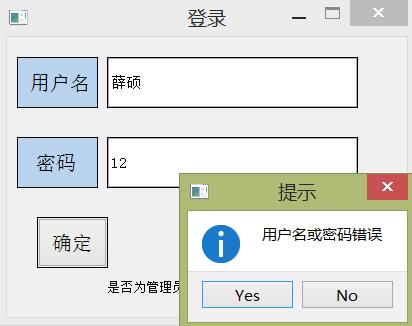 登录
用户名
薛硕
密码
12
提示
用户名或密码错误
确定
是否为管理员
Yes
No